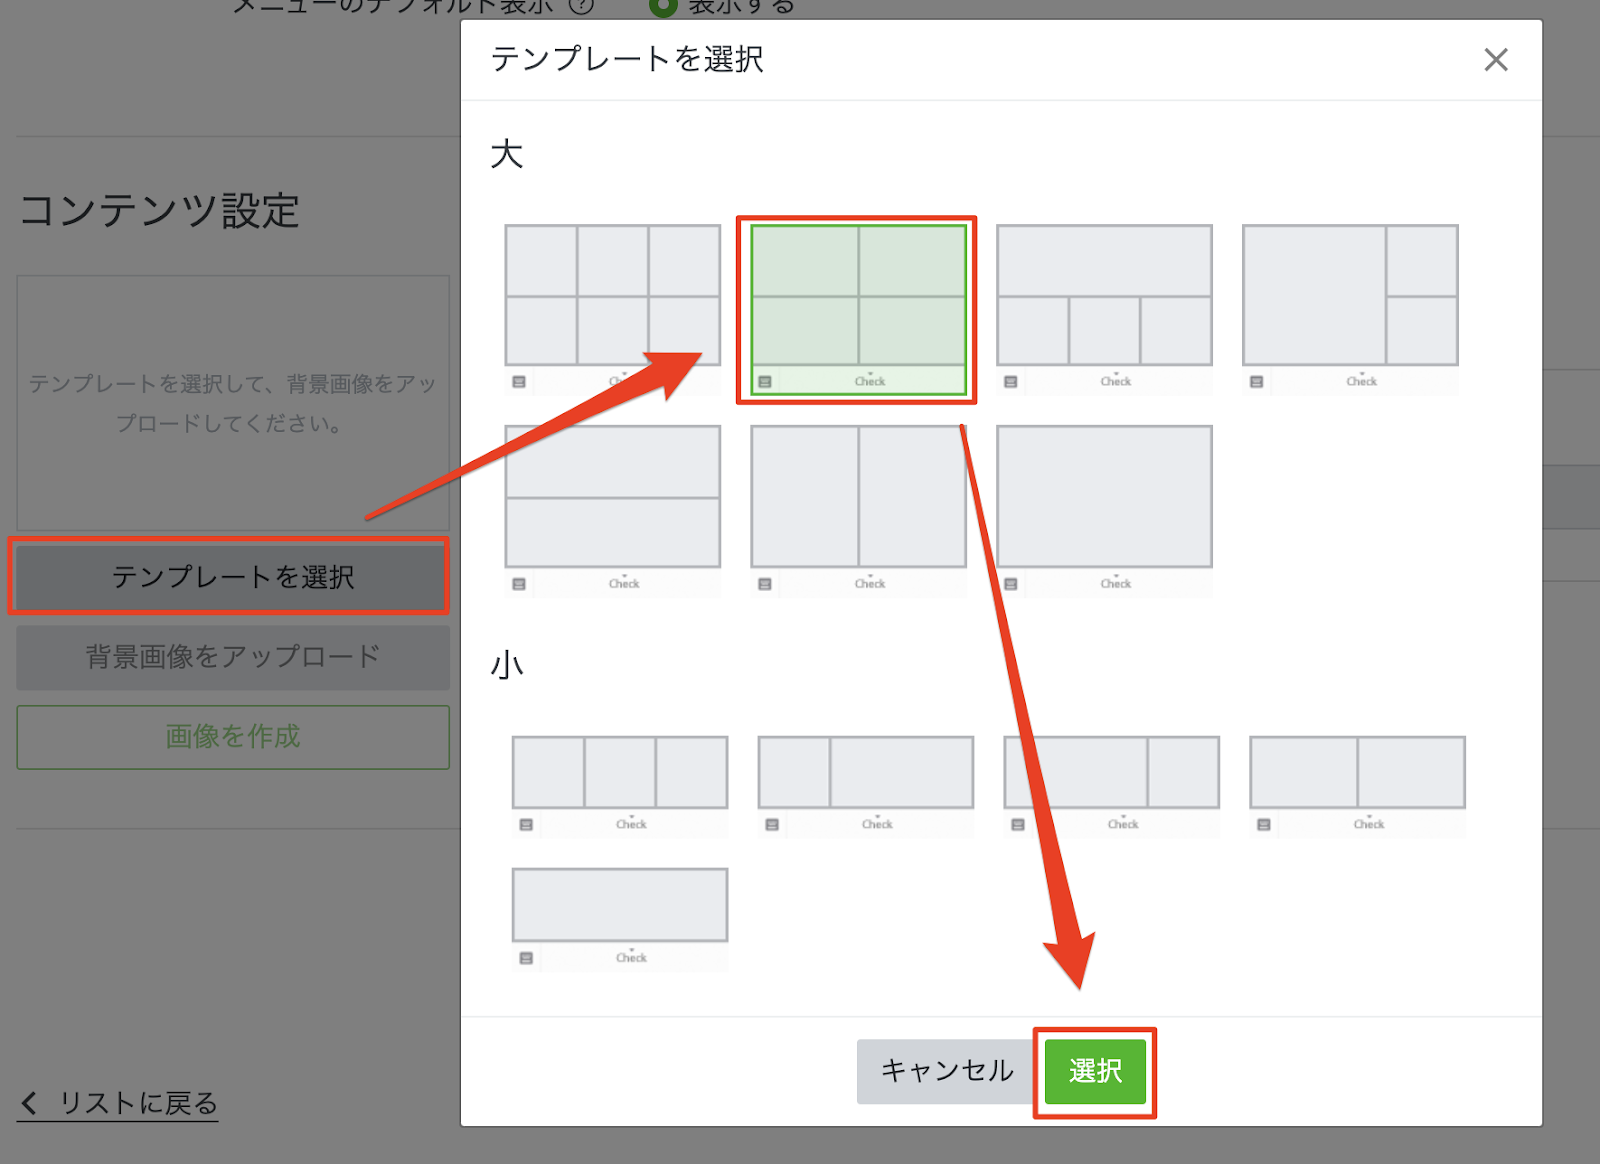 メニューのデフォルト表示 ? 表示する
テンプレートを選択
大
コンテンツ設定
テンプレートを選択して、背景画像をアッ
プロードしてください。
Check
Check
Check
Check
テンプレートを選択
背景画像をアップロード
画像を作成
Check
Check
Check
小
Check
Check
Check
Check
Check
キャンセル
選択
リストに戻る